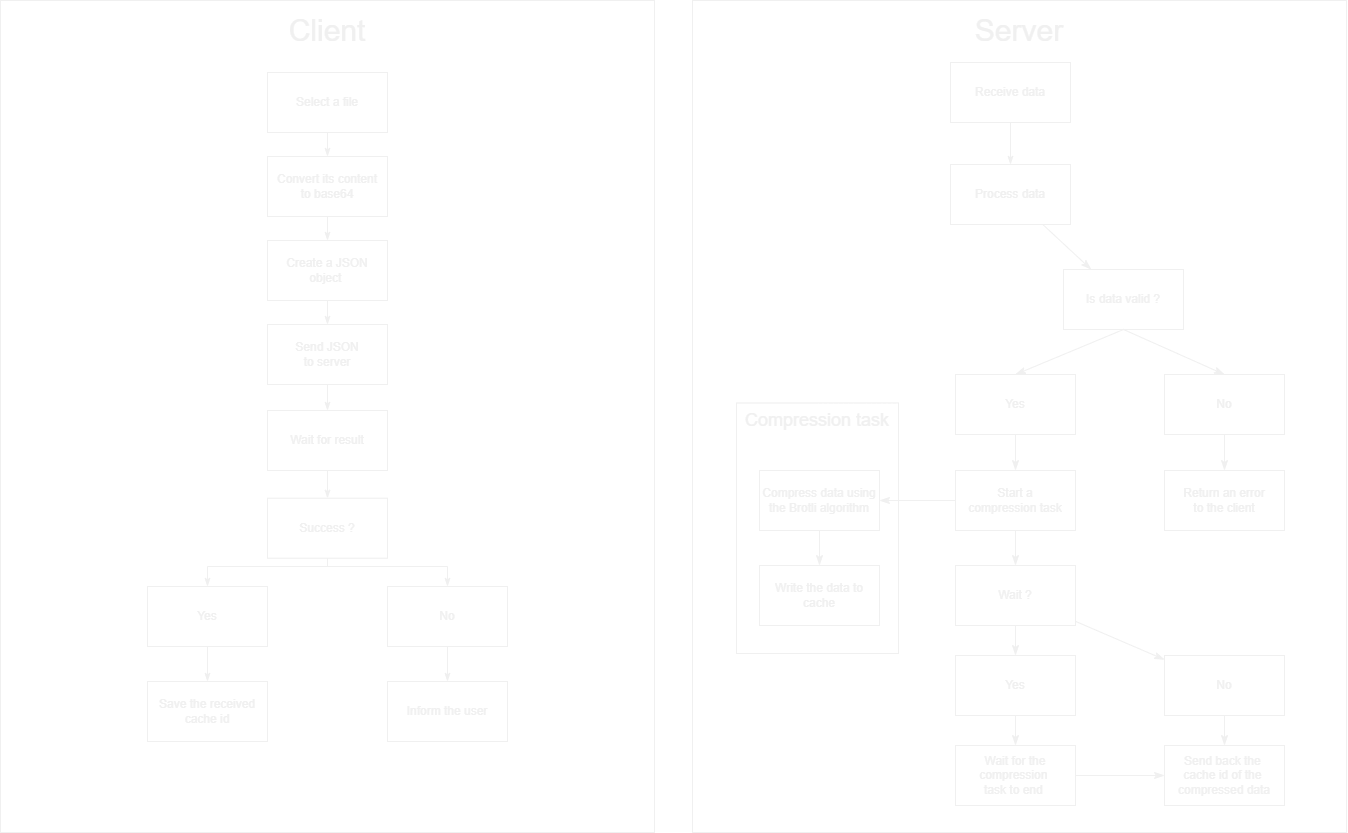 Client
Select a file
Convert its content
to base64
Create a JSON
object
Send JSON
to server
Wait for result
Success ?
Yes
No
Save the received
cache id
Inform the user
Server
Receive data
Process data
Is data valid ?
Yes
No
Compression task
Compress data using
the Brotli algorithm
Start a
compression task
Return an error
to the client
Write the data to
cache
Wait ?
Yes
No
Wait for the
compression
task to end
Send back the
cache id of the
compressed data